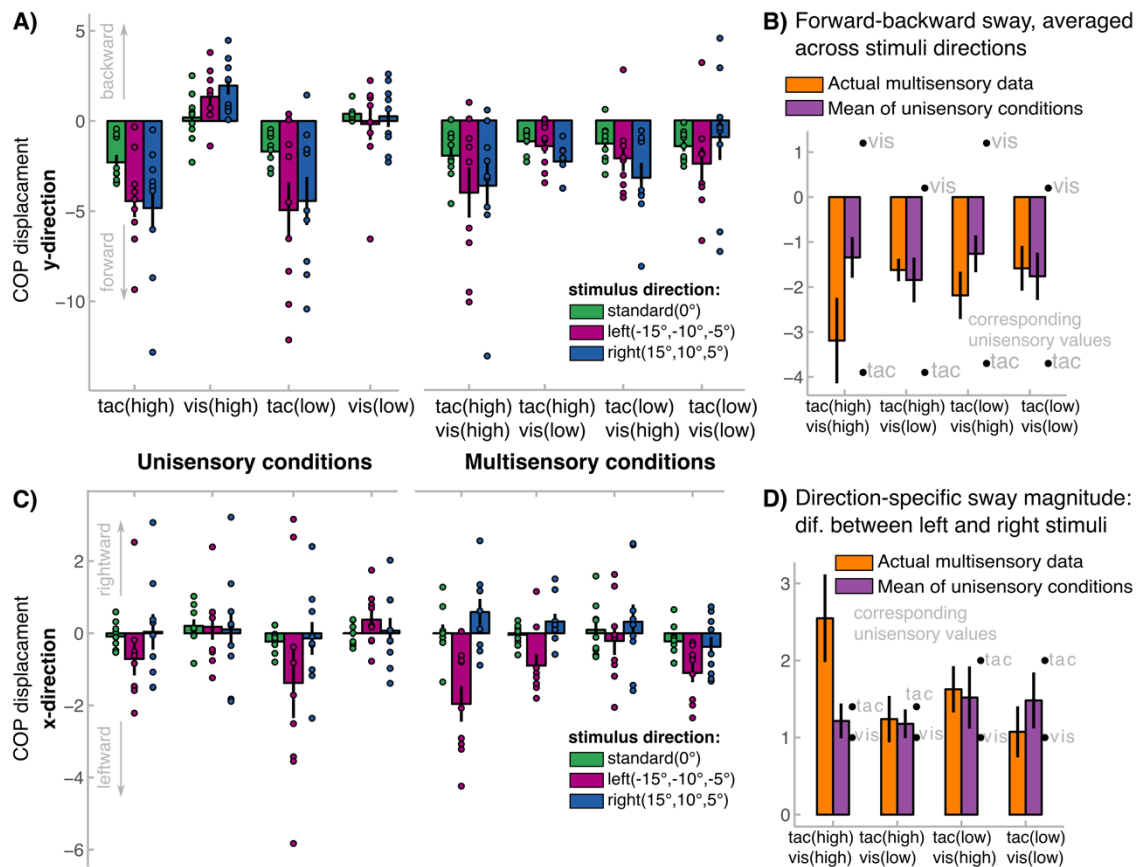 A)
5
0
−5
−10
backward
forward
COP displacement
y-direction
stimulus direction:
standard(0°)
left(-15°,-10°,-5°)
right(15°,10°,5°)
tac(high) vis(high) tac(low) vis(low)
tac(high) tac(high) tac(low) tac(low)
vis(high) vis(low) vis(high) vis(low)
Unisensory conditions Multisensory conditions
B) Forward-backward sway, averaged
across stimuli directions
Actual multisensory data
Mean of unisensory conditions
1
0
−1
−2
−3
−4
vis vis vis vis
corresponding
unisensory values
tac tac tac tac
tac(high) tac(high) tac(low) tac(low)
vis(high) vis(low) vis(high) vis(low)
C)
2
0
−2
−4
−6
rightward
leftward
COP displacement
x-direction
stimulus direction:
standard(0°)
left(-15°,-10°,-5°)
right(15°,10°,5°)
D) Direction-specific sway magnitude:
dif. between left and right stimuli
Actual multisensory data
Mean of unisensory conditions
corresponding
unisensory values
3
2
1
0
tac tac tac tac
vis vis vis vis
tac(high) tac(high) tac(low) tac(low)
vis(high) vis(low) vis(high) vis(low)